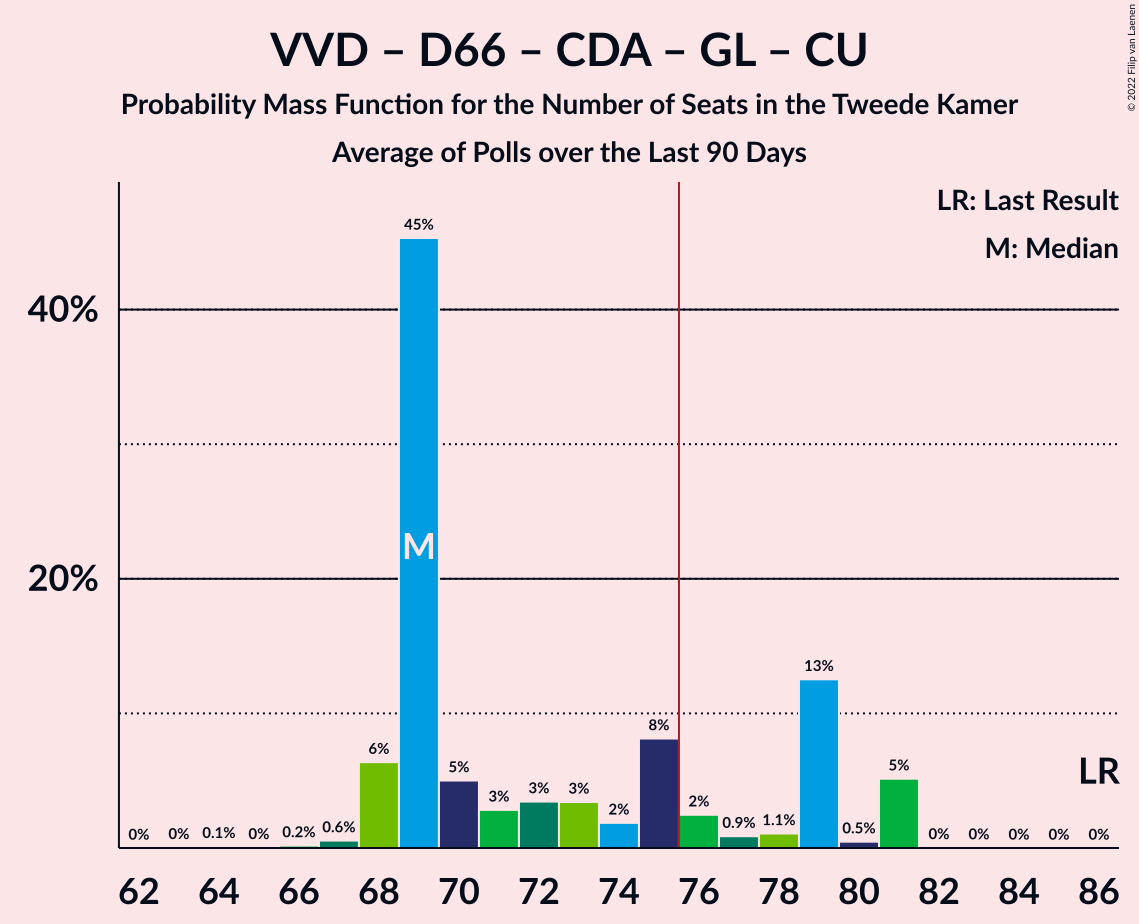 VVD – D66 – CDA – GL – CU
Probability Mass Function for the Number of Seats in the Tweede Kamer
Average of Polls over the Last 90 Days
© 2022 Filip van Laenen
LR: Last Result
M: Median
40%
20%
0% 0% 0.1% 0% 0.2% 0.6% 6% 45% 5% 3% 3% 3% 2% 8% 2% 0.9% 1.1% 13% 0.5% 5% 0% 0% 0% 0% 0%
M
LR
62 64 66 68 70 72 74 76 78 80 82 84 86